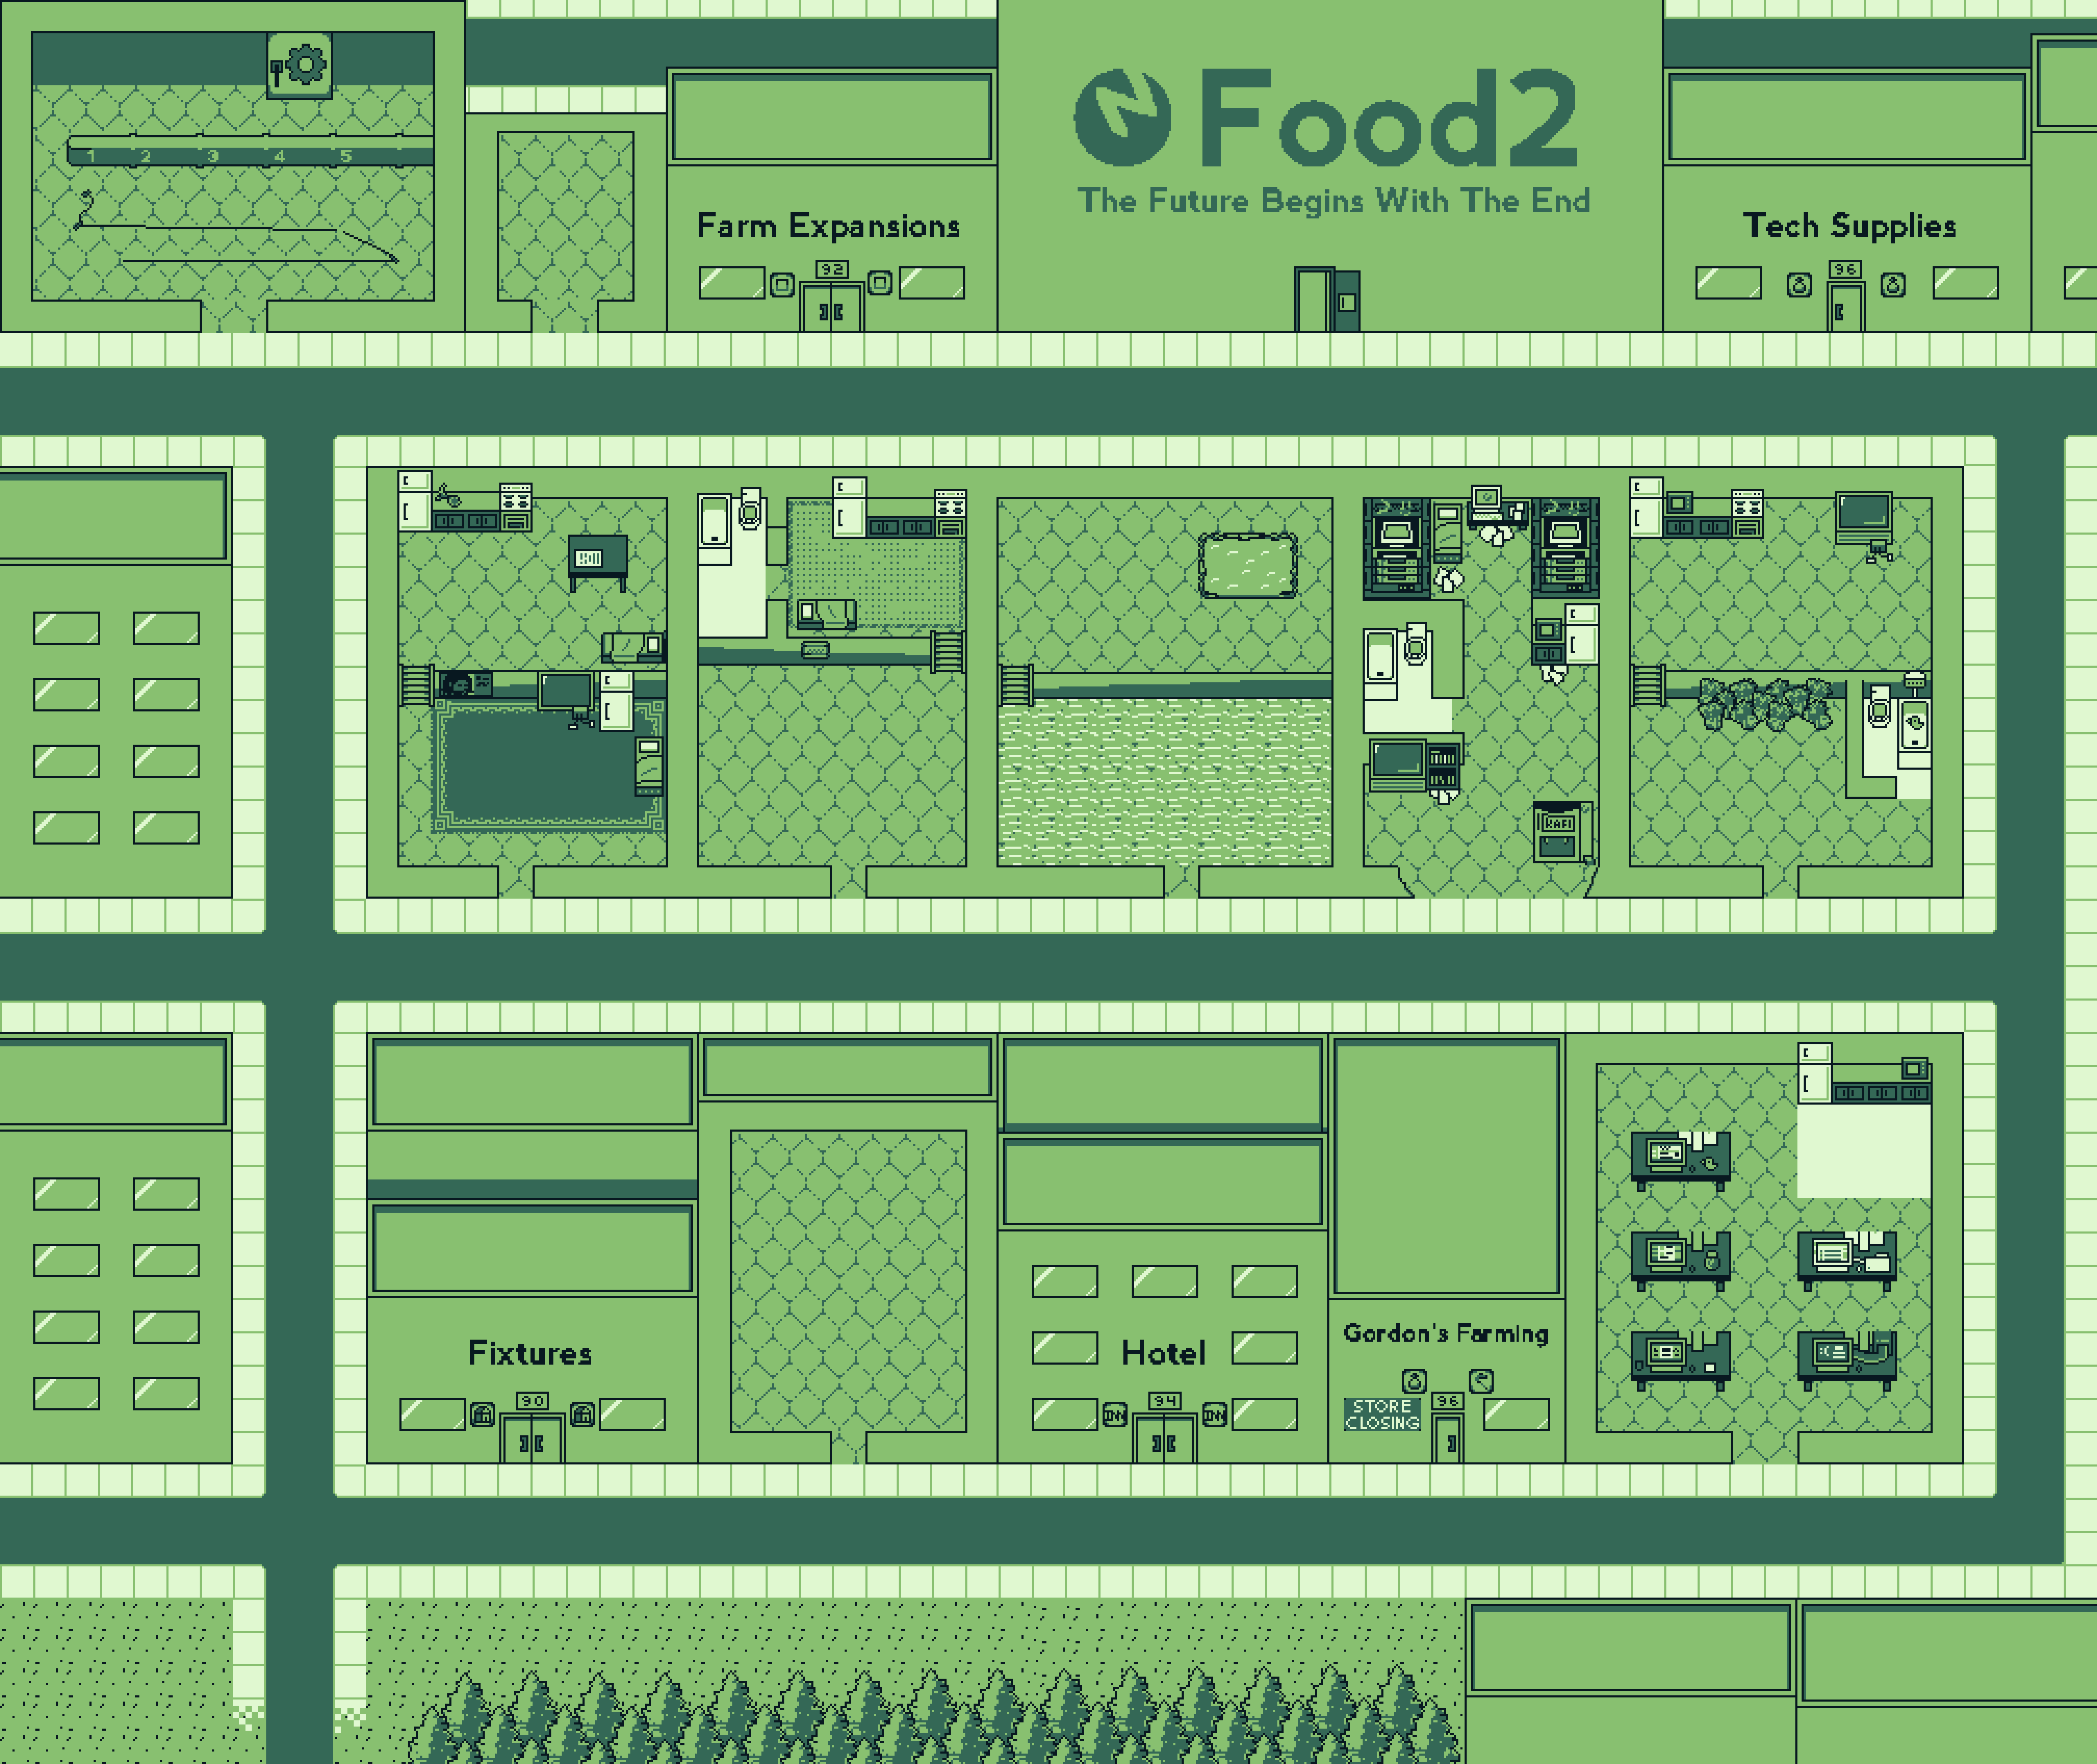 Food2
The Future Begins With The End
1 2 3 4 5
Farm Expansions
92
Tech Supplies
96
KAFI
Fixtures
90
Hotel
94
INN
INN
Gordon's Farming
STORE
CLOSING
96